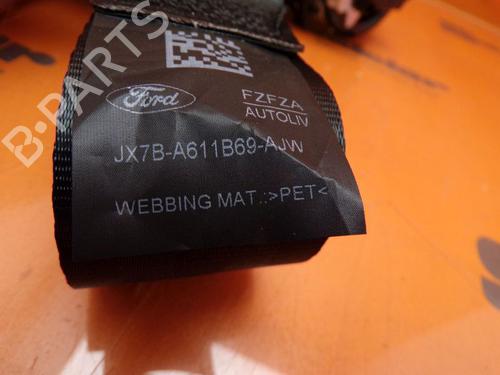 B-PARTS
Ford
FZFZA
AUTOLIV
JX7B-A611B69-AJW
WEBBING MAT.:>PET<